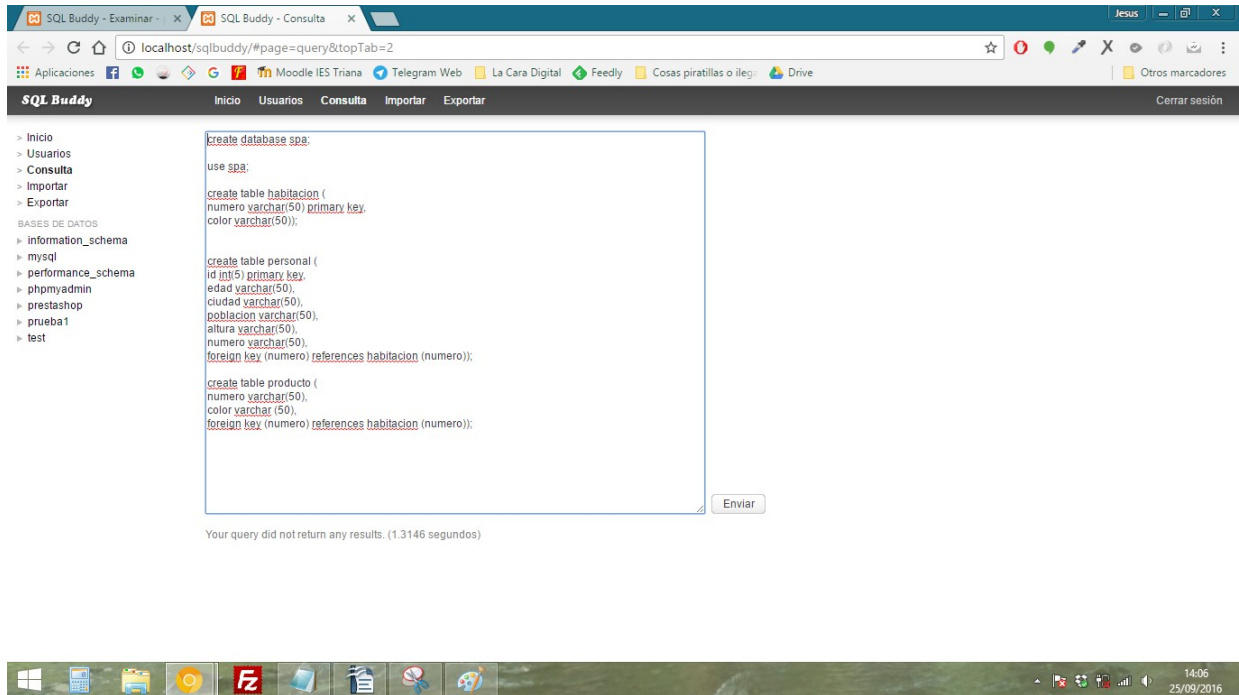 SQL Buddy - Examinar -
SQL Buddy - Consulta
Jesus
localhost/sqlbuddy/#page=query&topTab=2
Aplicaciones
Moodle IES Triana
Telegram Web
La Cara Digital
Feedly
Cosas piratillas o ilega
Drive
Otros marcadores
SQL Buddy
Inicio
Usuarios
Consulta
Importar
Exportar
Cerrar sesión
> Inicio
> Usuarios
> Consulta
> Importar
> Exportar
BASES DE DATOS
information_schema
mysql
performance_schema
phpmyadmin
prestashop
prueba1
test
create database spa;
use spa;
create table habitacion (
numero varchar(50) primary key,
color varchar(50));
create table personal (
id int(5) primary key,
edad varchar(50),
ciudad varchar(50),
poblacion varchar(50),
altura varchar(50),
numero varchar(50),
foreign key (numero) references habitacion (numero));
create table producto (
numero varchar(50),
color varchar (50),
foreign key (numero) references habitacion (numero));
Enviar
Your query did not return any results. (1.3146 segundos)
14:06
25/09/2016